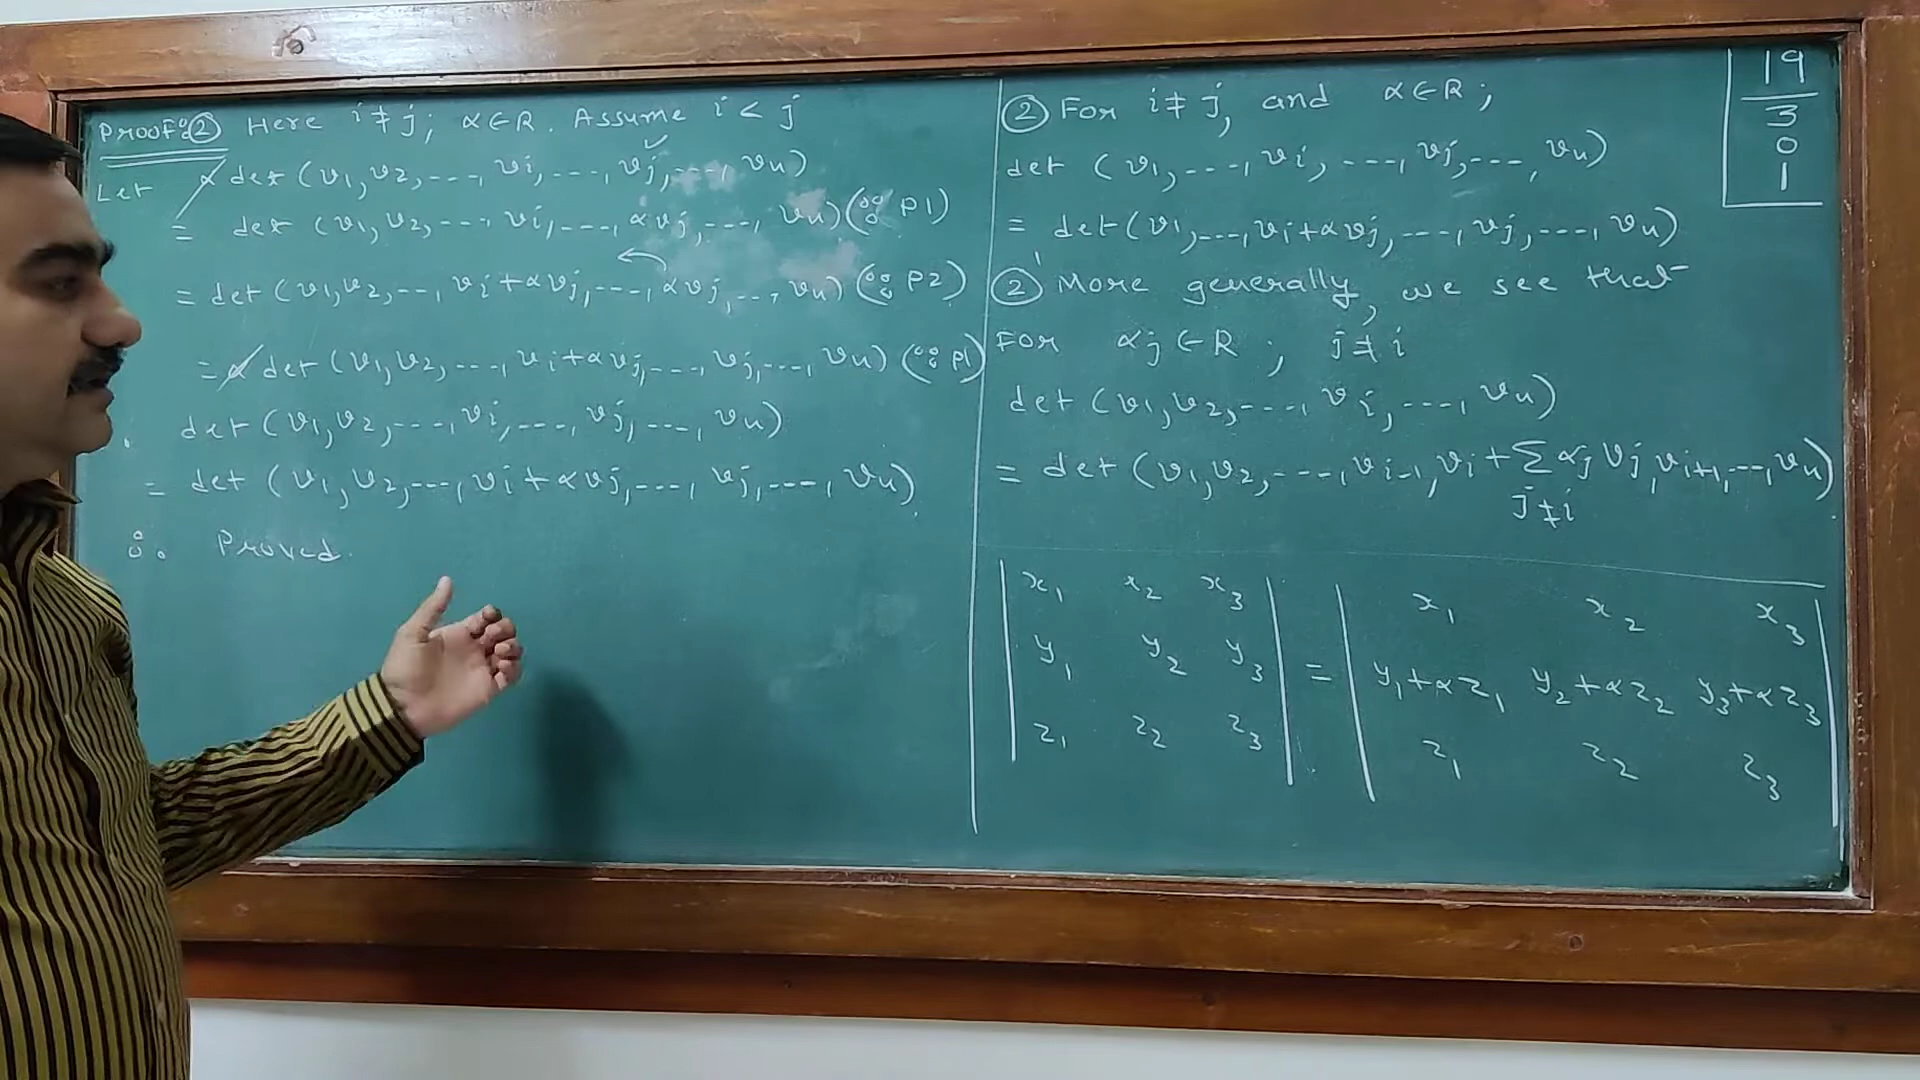 Proof: ② Here i ≠ j; α ∈ R. Assume i < j
Let α det (v1, v2, ---, vi, ---, vj, ---, vn)
= det (v1, v2, ---, vi, ---, αvj, ---, vn) (∵ P1)
= det (v1, v2, ---, vi + αvj, ---, αvj, ---, vn) (∵ P2)
= α det (v1, v2, ---, vi + αvj, ---, vj, ---, vn) (∵ P1)
det (v1, v2, ---, vi, ---, vj, ---, vn)
= det (v1, v2, ---, vi + αvj, ---, vj, ---, vn)
∴ Proved.
② For i ≠ j, and α ∈ R;
det (v1, ---, vi, ---, vj, ---, vn)
= det (v1, ---, vi + αvj, ---, vj, ---, vn)
②' More generally, we see that
For αj ∈ R ; j ≠ i
det (v1, v2, ---, vi, ---, vn)
= det (v1, v2, ---, vi-1, vi + Σ αj vj, vi+1, ---, vn)
j ≠ i
| x1 x2 x3 | = | x1 x2 x3 |
| y1 y2 y3 | | y1 + αz1 y2 + αz2 y3 + αz3 |
| z1 z2 z3 | | z1 z2 z3 |
19
3
0
1